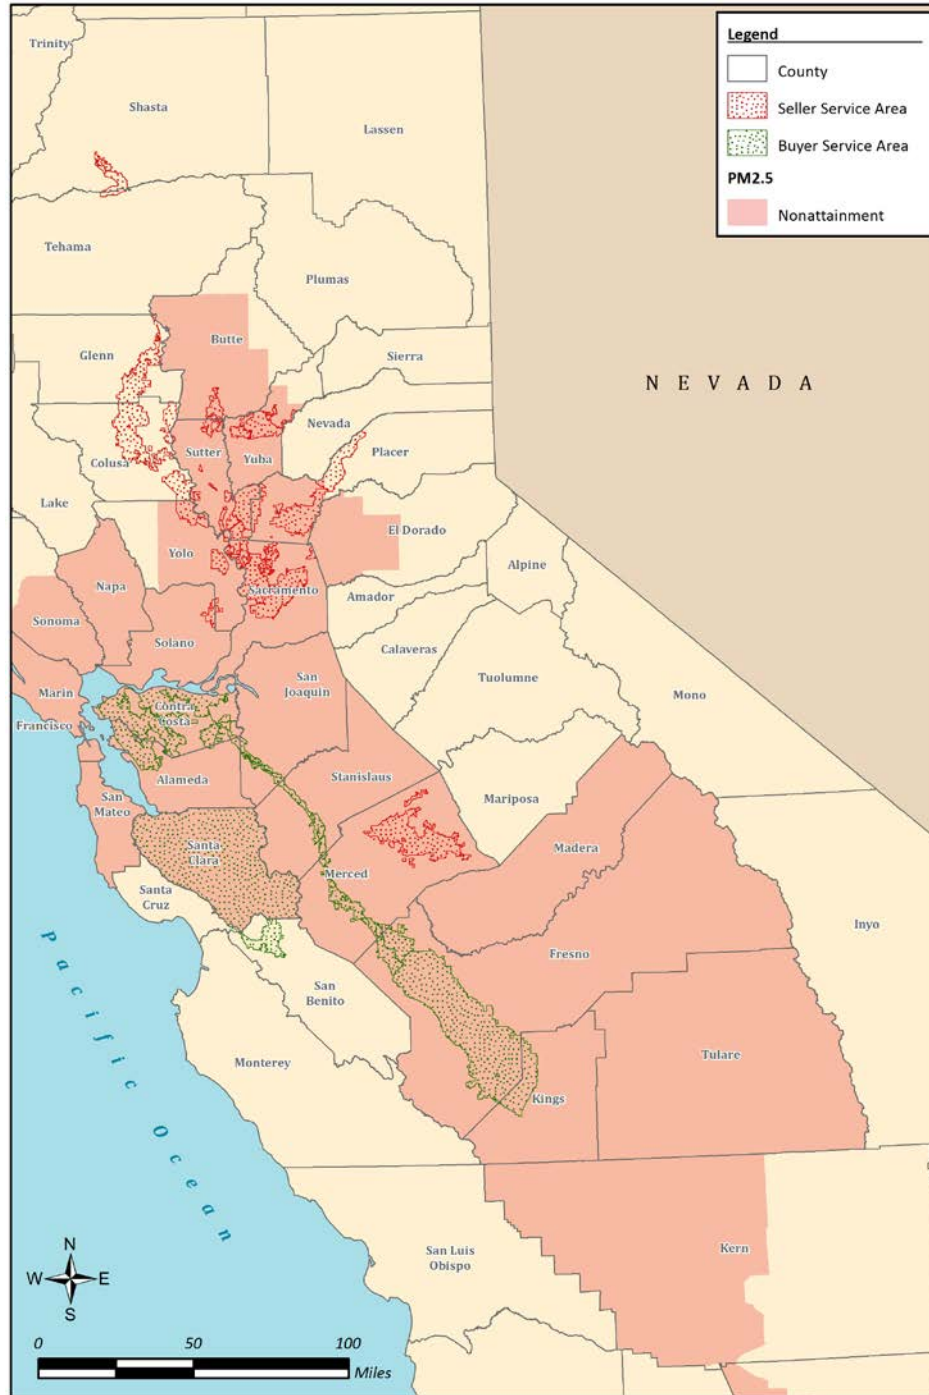 Legend
County
Seller Service Area
Buyer Service Area
PM2.5
Nonattainment
Trinity
Shasta
Lassen
Tehama
Plumas
Glenn
Butte
Sierra
NEVADA
Nevada
Placer
Colusa
Sutter
Yuba
Lake
El Dorado
Yolo
Alpine
Napa
Sacramento
Amador
Sonoma
Solano
Calaveras
San
Joaquin
Tuolumne
Mono
Marin
Contra
Costa
Francisco
Alameda
Stanislaus
San
Mateo
Mariposa
Santa
Clara
Madera
Merced
Santa
Cruz
Inyo
Fresno
San
Benito
Monterey
Tulare
Kings
Pacific Ocean
San Luis
Obispo
Kern
N
W
E
S
0
50
100
Miles